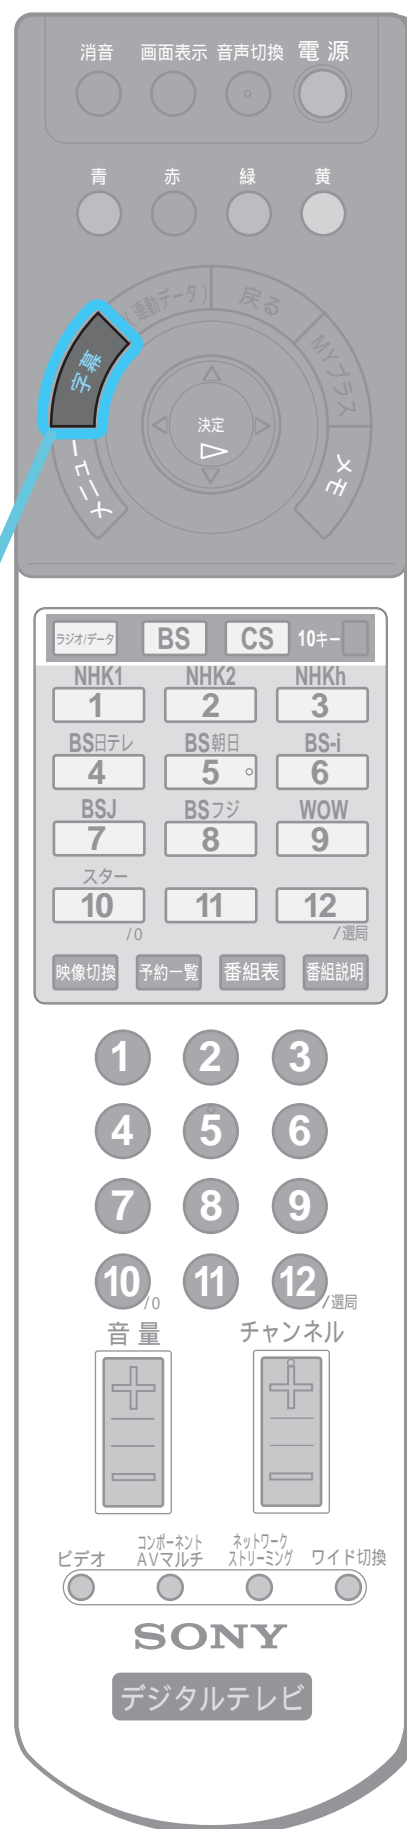 消音 画面表示 音声切換 電源
青 赤 緑 黄
(連動データ) 戻る
字幕 MYプラス
決定
メニュー メモ
ラジオ/データ BS CS 10キー
NHK1 NHK2 NHKh
1 2 3
BS日テレ BS朝日 BS-i
4 5 6
BSJ BSフジ WOW
7 8 9
スター
10 11 12
/0 /選局
映像切換 予約一覧 番組表 番組説明
1 2 3
4 5 6
7 8 9
10/0 11 12/選局
音量 チャンネル
ビデオ コンポーネント ネットワーク ワイド切換
AVマルチ ストリーミング
SONY
デジタルテレビ